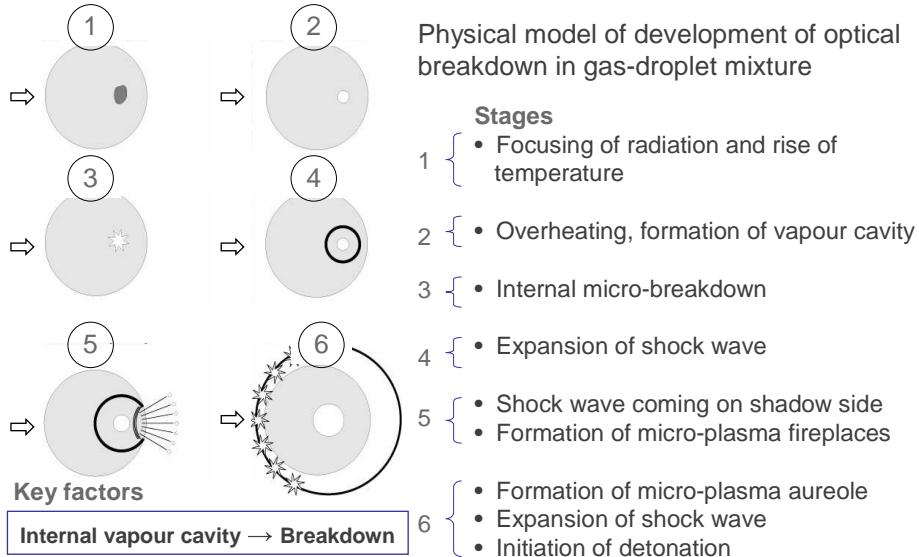 1
2
3
4
5
6
Key factors
Internal vapour cavity → Breakdown
Physical model of development of optical
breakdown in gas-droplet mixture
Stages
1 • Focusing of radiation and rise of
temperature
2 • Overheating, formation of vapour cavity
3 • Internal micro-breakdown
4 • Expansion of shock wave
5 • Shock wave coming on shadow side
• Formation of micro-plasma fireplaces
6 • Formation of micro-plasma aureole
• Expansion of shock wave
• Initiation of detonation